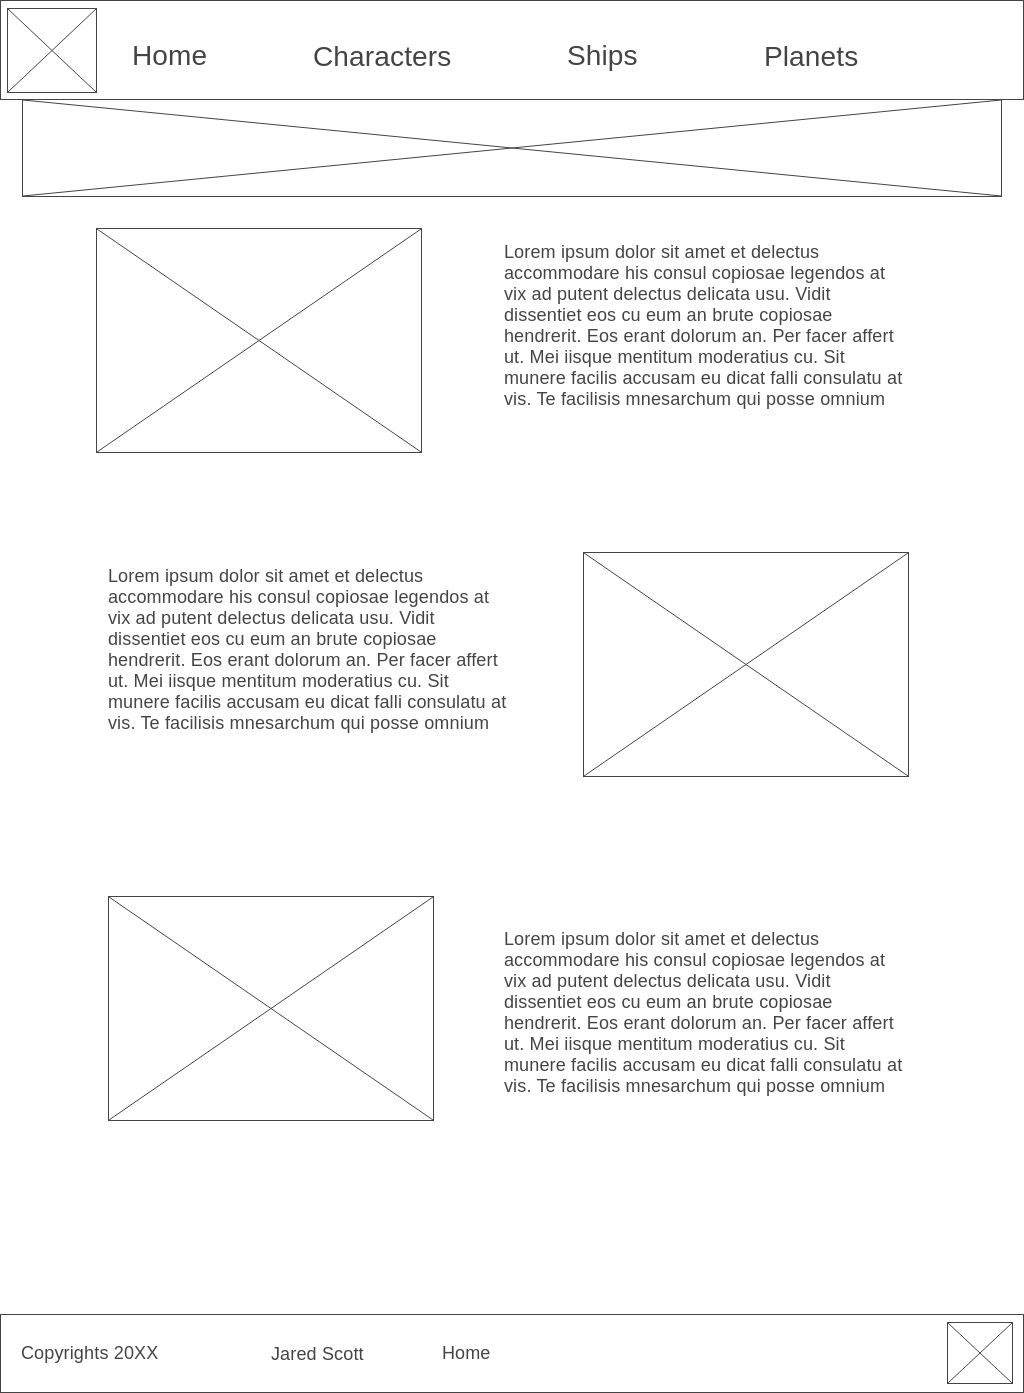 Home Characters Ships Planets
Lorem ipsum dolor sit amet et delectus
accommodare his consul copiosae legendos at
vix ad putent delectus delicata usu. Vidit
dissentiet eos cu eum an brute copiosae
hendrerit. Eos erant dolorum an. Per facer affert
ut. Mei iisque mentitum moderatius cu. Sit
munere facilis accusam eu dicat falli consulatu at
vis. Te facilisis mnesarchum qui posse omnium
Lorem ipsum dolor sit amet et delectus
accommodare his consul copiosae legendos at
vix ad putent delectus delicata usu. Vidit
dissentiet eos cu eum an brute copiosae
hendrerit. Eos erant dolorum an. Per facer affert
ut. Mei iisque mentitum moderatius cu. Sit
munere facilis accusam eu dicat falli consulatu at
vis. Te facilisis mnesarchum qui posse omnium
Lorem ipsum dolor sit amet et delectus
accommodare his consul copiosae legendos at
vix ad putent delectus delicata usu. Vidit
dissentiet eos cu eum an brute copiosae
hendrerit. Eos erant dolorum an. Per facer affert
ut. Mei iisque mentitum moderatius cu. Sit
munere facilis accusam eu dicat falli consulatu at
vis. Te facilisis mnesarchum qui posse omnium
Copyrights 20XX Jared Scott Home